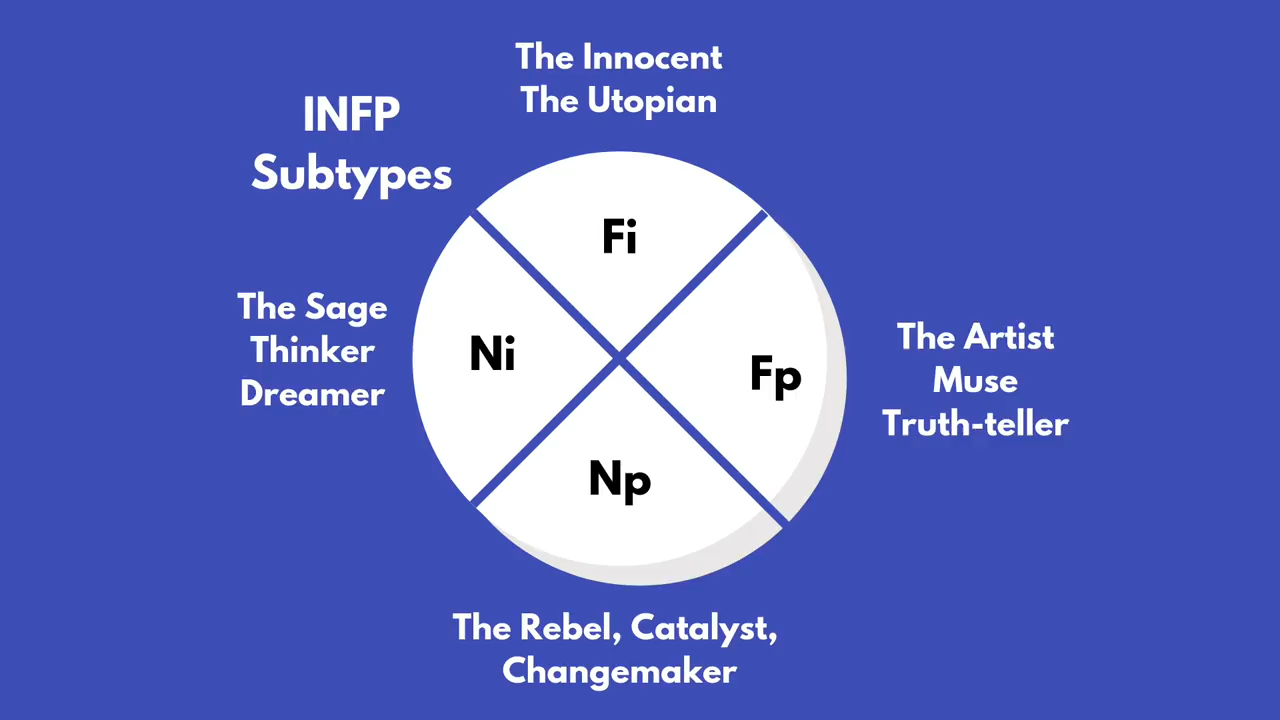 The Innocent
The Utopian
INFP
Subtypes
Fi
The Sage
Thinker
Dreamer
Ni
Fp
The Artist
Muse
Truth-teller
Np
The Rebel, Catalyst,
Changemaker